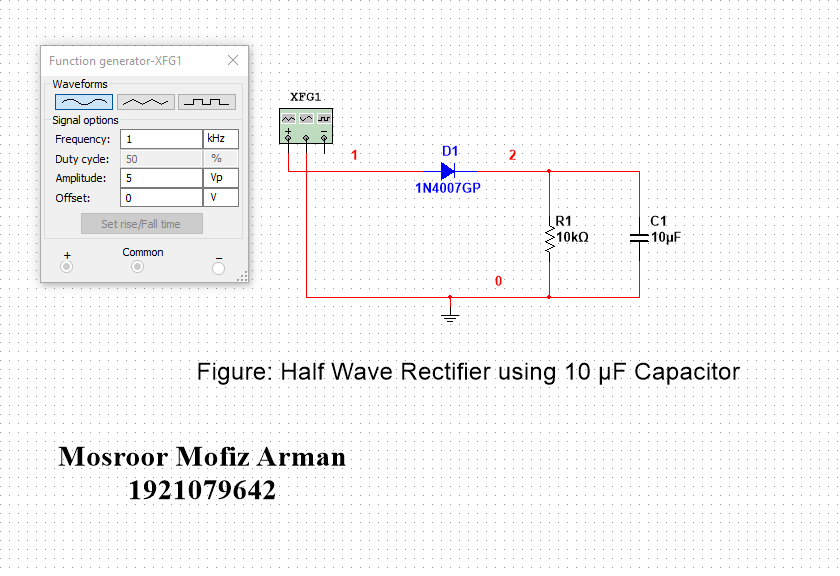 Function generator-XFG1
Waveforms
Signal options
Frequency: 1 kHz
Duty cycle: 50 %
Amplitude: 5 Vp
Offset: 0 V
Set rise/Fall time
+ Common −
XFG1
+ −
1 D1 2
1N4007GP
R1 C1
10kΩ 10μF
0
Figure: Half Wave Rectifier using 10 μF Capacitor
Mosroor Mofiz Arman
1921079642